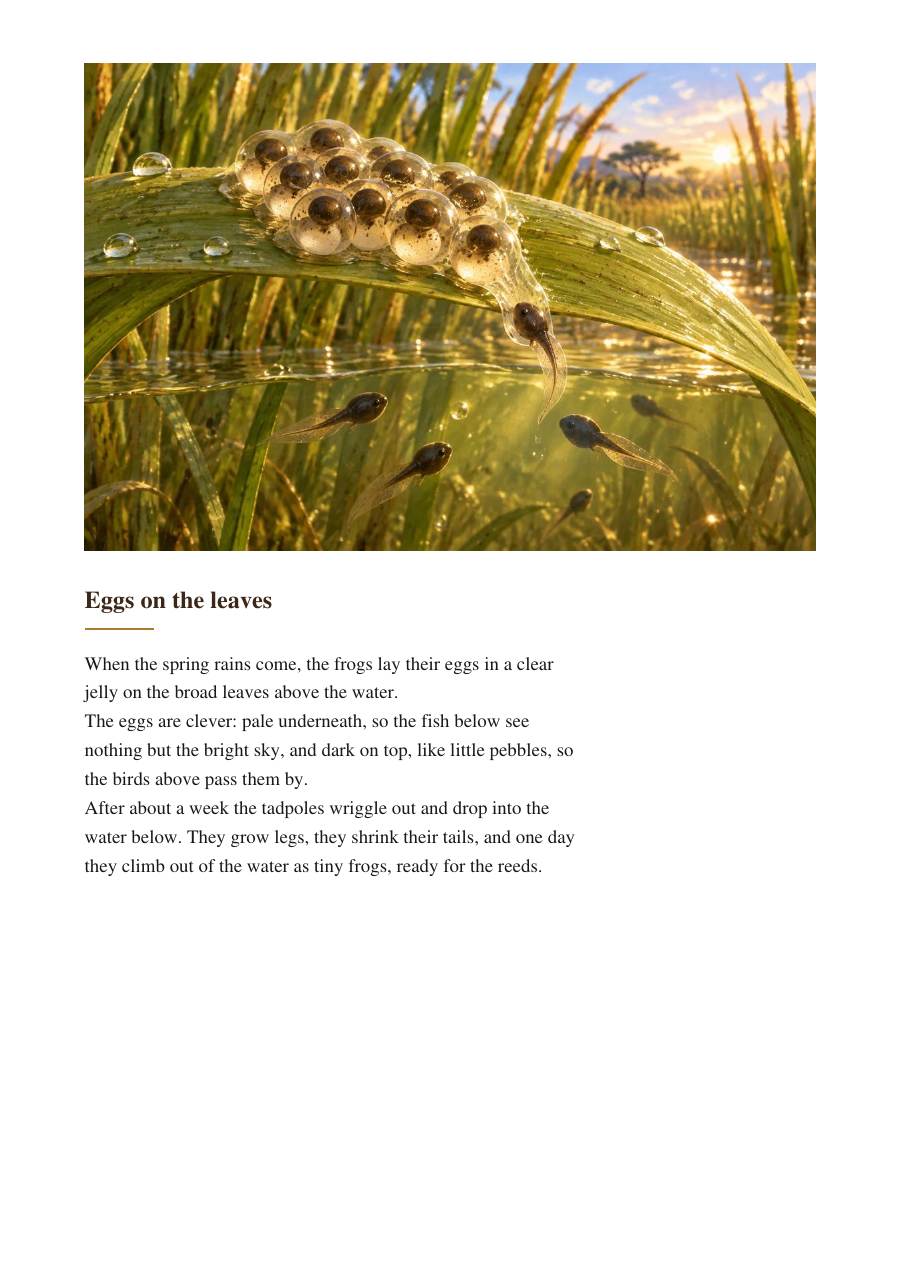 Eggs on the leaves
When the spring rains come, the frogs lay their eggs in a clear
jelly on the broad leaves above the water.
The eggs are clever: pale underneath, so the fish below see
nothing but the bright sky, and dark on top, like little pebbles, so
the birds above pass them by.
After about a week the tadpoles wriggle out and drop into the
water below. They grow legs, they shrink their tails, and one day
they climb out of the water as tiny frogs, ready for the reeds.